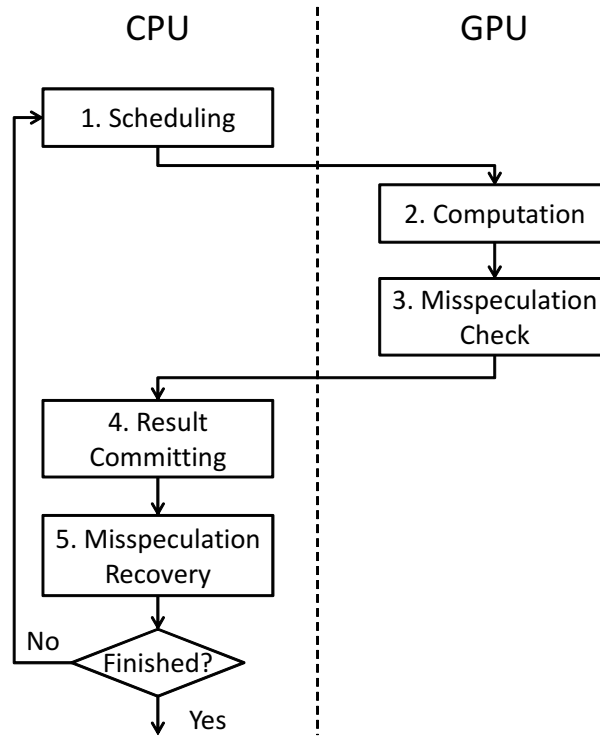 CPU
GPU
1. Scheduling
2. Computation
3. Misspeculation
Check
4. Result
Committing
5. Misspeculation
Recovery
No
Finished?
Yes